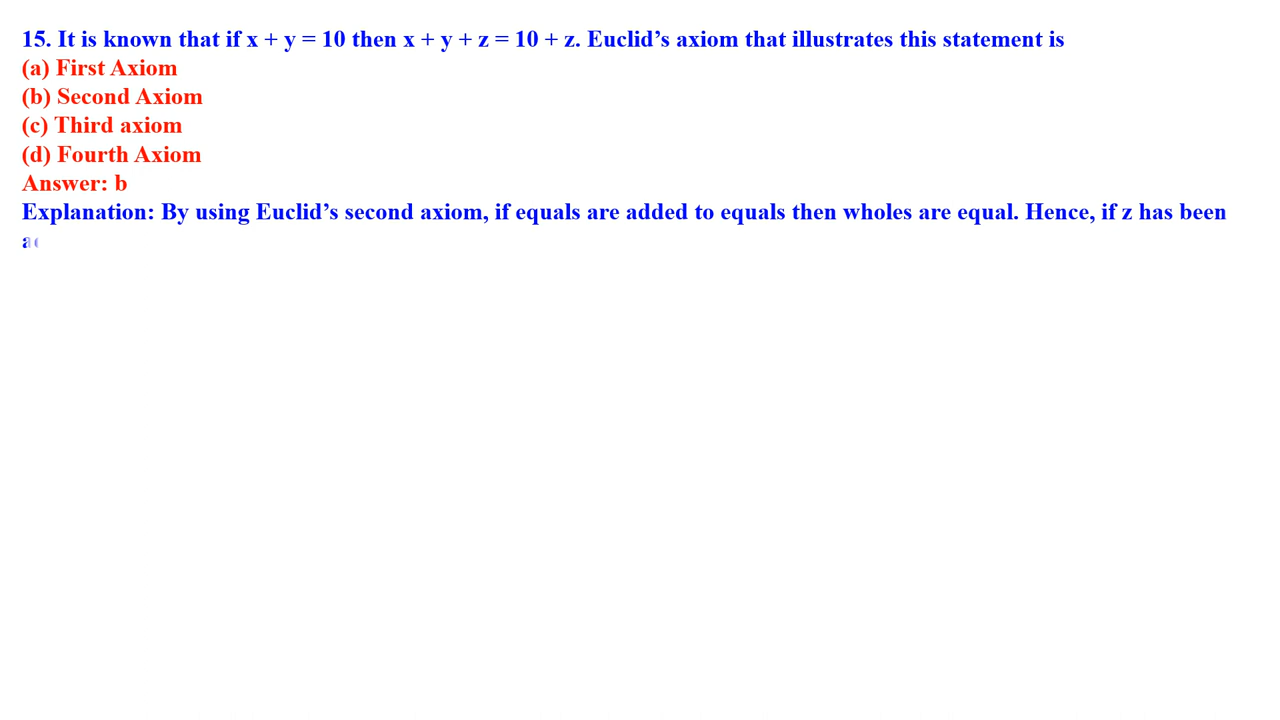 15. It is known that if x + y = 10 then x + y + z = 10 + z. Euclid’s axiom that illustrates this statement is
(a) First Axiom
(b) Second Axiom
(c) Third axiom
(d) Fourth Axiom
Answer: b
Explanation: By using Euclid’s second axiom, if equals are added to equals then wholes are equal. Hence, if z has been